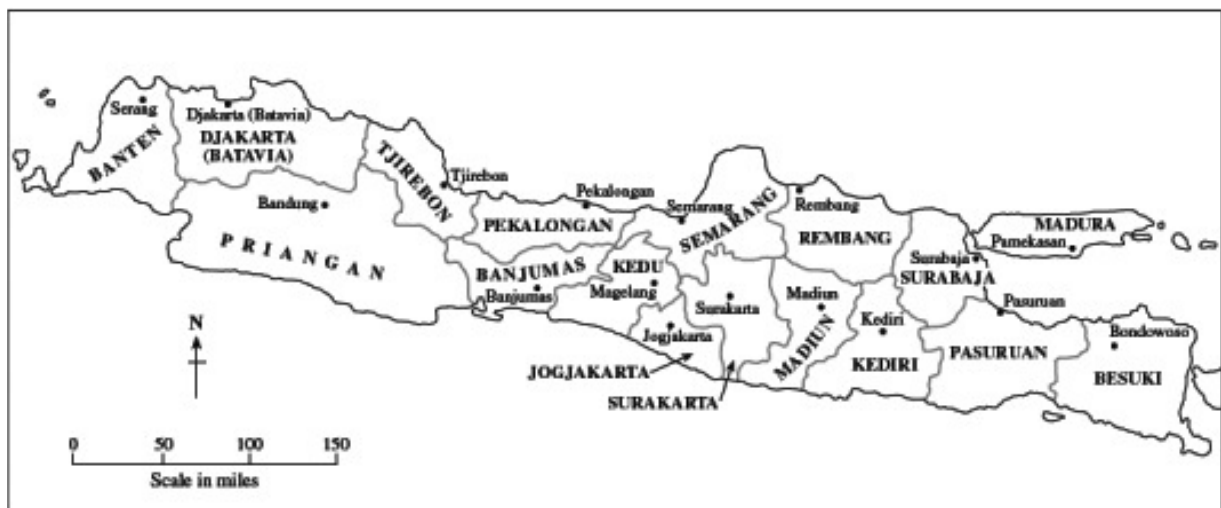 Serang
BANTEN
Djakarta (Batavia)
DJAKARTA
(BATAVIA)
TJIREBON
Tjirebon
Bandung
PRIANGAN
Pekalongan
PEKALONGAN
BANJUMAS
Banjumas
Semarang
SEMARANG
KEDU
Magelang
Rembang
REMBANG
MADURA
Pamekasan
Surabaja
SURABAJA
Surakarta
Madiun
MADIUN
Jogjakarta
JOGJAKARTA
SURAKARTA
Kediri
KEDIRI
Pasuruan
PASURUAN
Bondowoso
BESUKI
N
0 50 100 150
Scale in miles